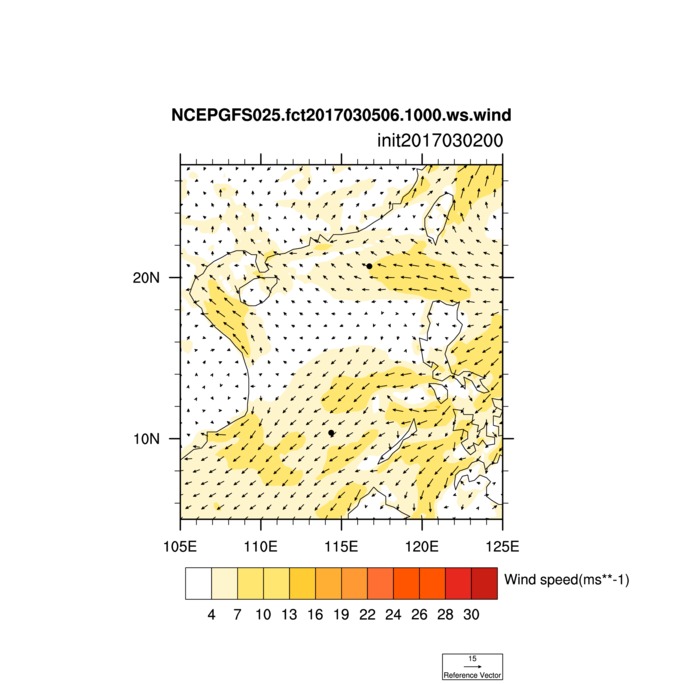 NCEPGFS025.fct2017030506.1000.ws.wind
init2017030200
20N
10N
105E 110E 115E 120E 125E
Wind speed(ms**-1)
4 7 10 13 16 19 22 24 26 28 30
15
Reference Vector